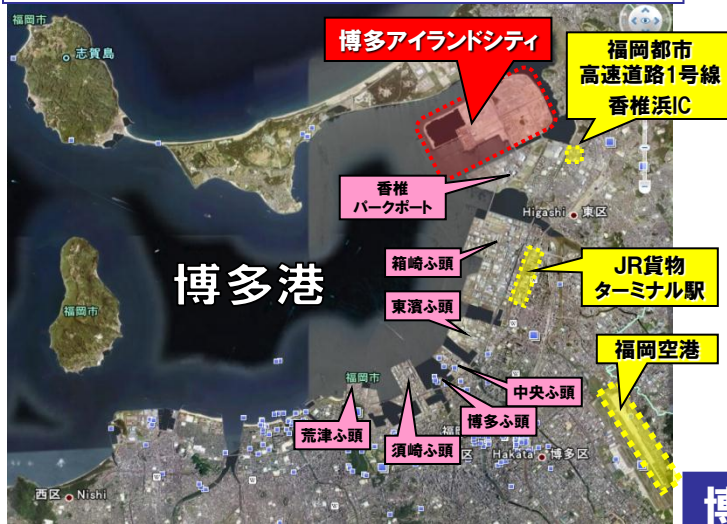 福岡市
志賀島
博多アイランドシティ
福岡都市
高速道路1号線
香椎浜IC
香椎
パークポート
Higashi 東区
箱崎ふ頭
JR貨物
ターミナル駅
博多港
東濱ふ頭
福岡市
福岡空港
福岡市
中央ふ頭
博多ふ頭
荒津ふ頭
須崎ふ頭
区
Hakata 博多区
西区 Nishi
博